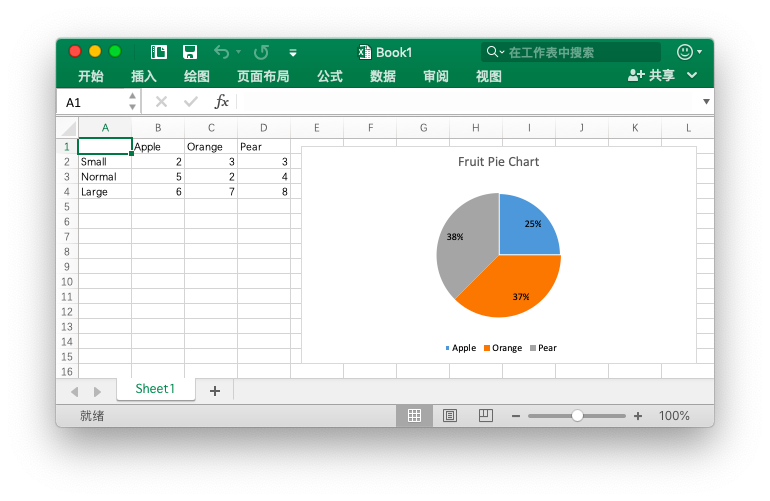 Book1
在工作表中搜索
开始 插入 绘图 页面布局 公式 数据 审阅 视图 共享
A1 fx
A B C D E F G H I J K L
1 Apple Orange Pear
2 Small 2 3 3
3 Normal 5 2 4
4 Large 6 7 8
5
6
7
8
9
10
11
12
13
14
15
16
Fruit Pie Chart
25%
38%
37%
Apple Orange Pear
Sheet1 +
就绪 100%